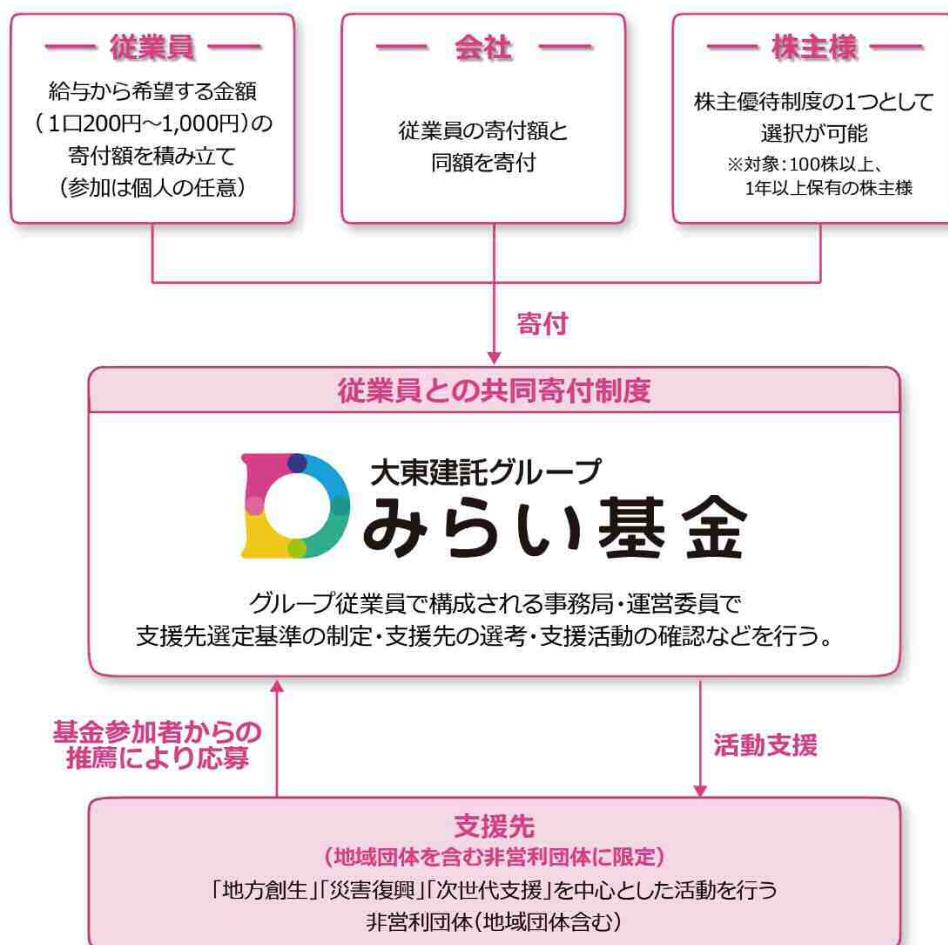 従業員
給与から希望する金額
（1口200円～1,000円）の
寄付額を積み立て
（参加は個人の任意）
会社
従業員の寄付額と
同額を寄付
株主様
株主優待制度の1つとして
選択が可能
※対象：100株以上、
1年以上保有の株主様
寄付
従業員との共同寄付制度
大東建託グループ
みらい基金
グループ従業員で構成される事務局・運営委員で
支援先選定基準の制定・支援先の選考・支援活動の確認などを行う。
基金参加者からの
推薦により応募
活動支援
支援先
（地域団体を含む非営利団体に限定）
「地方創生」「災害復興」「次世代支援」を中心とした活動を行う
非営利団体（地域団体含む）